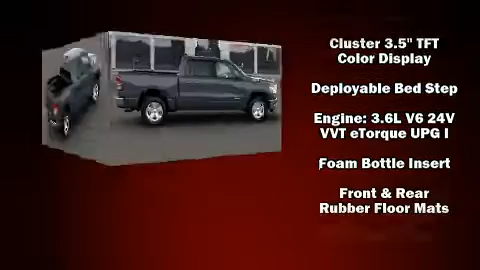 Cluster 3.5" TFT
Color Display
Deployable Bed Step
Engine: 3.6L V6 24V
VVT eTorque UPG I
Foam Bottle Insert
Front & Rear
Rubber Floor Mats